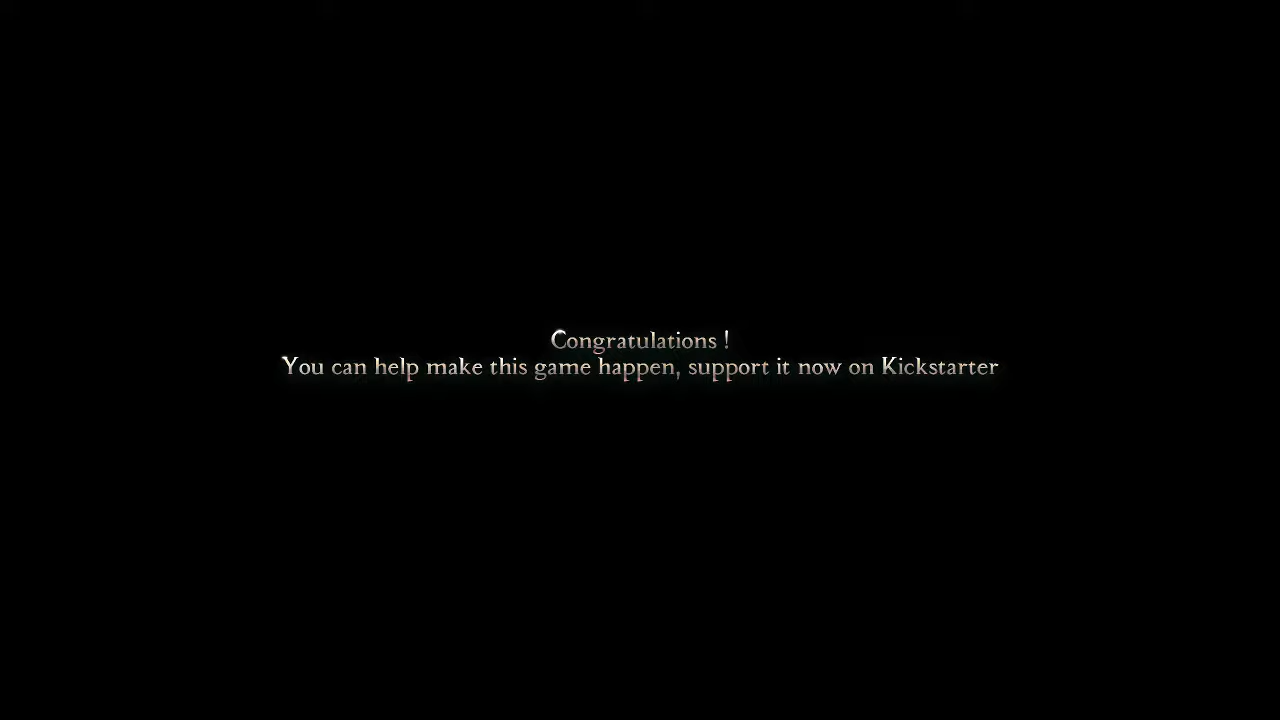 Congratulations !
You can help make this game happen, support it now on Kickstarter